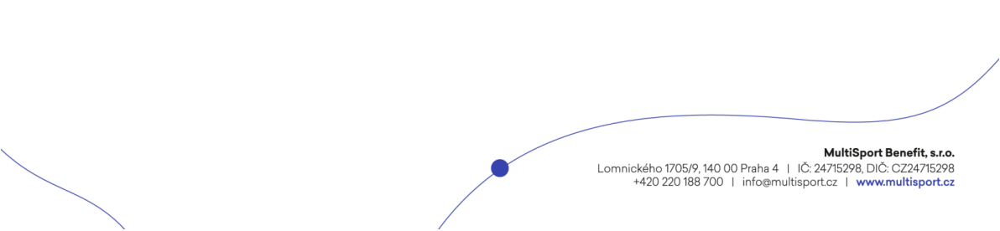 MultiSport Benefit, s.r.o.
Lomnického 1705/9, 140 00 Praha 4 | IČ: 24715298, DIČ: CZ24715298
+420 220 188 700 | info@multisport.cz | www.multisport.cz